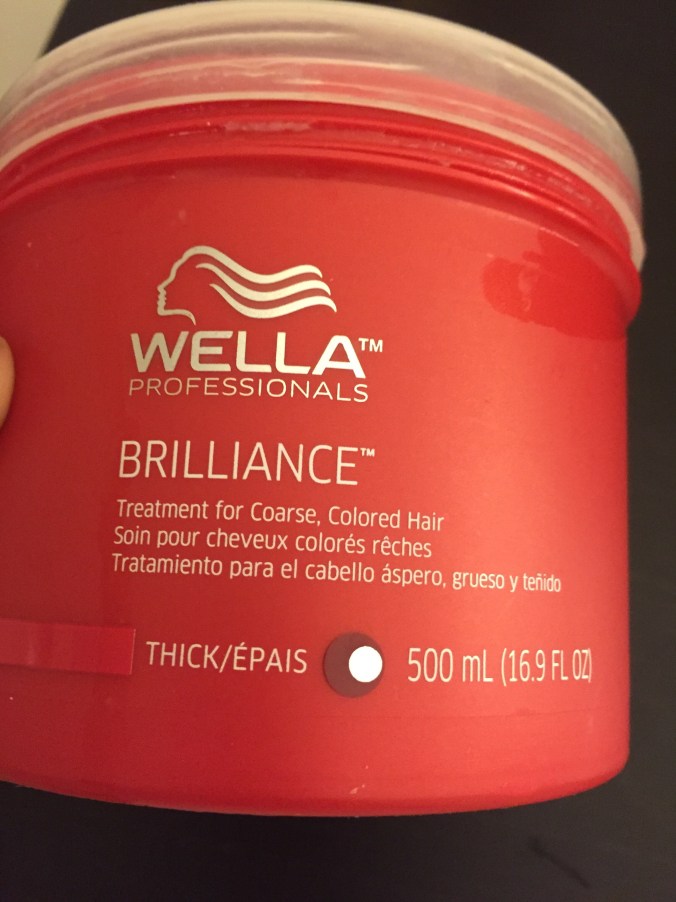 WELLA™
PROFESSIONALS
BRILLIANCE™
Treatment for Coarse, Colored Hair
Soin pour cheveux colorés rêches
Tratamiento para el cabello áspero, grueso y teñido
THICK/ÉPAIS 500 mL (16.9 FL OZ)